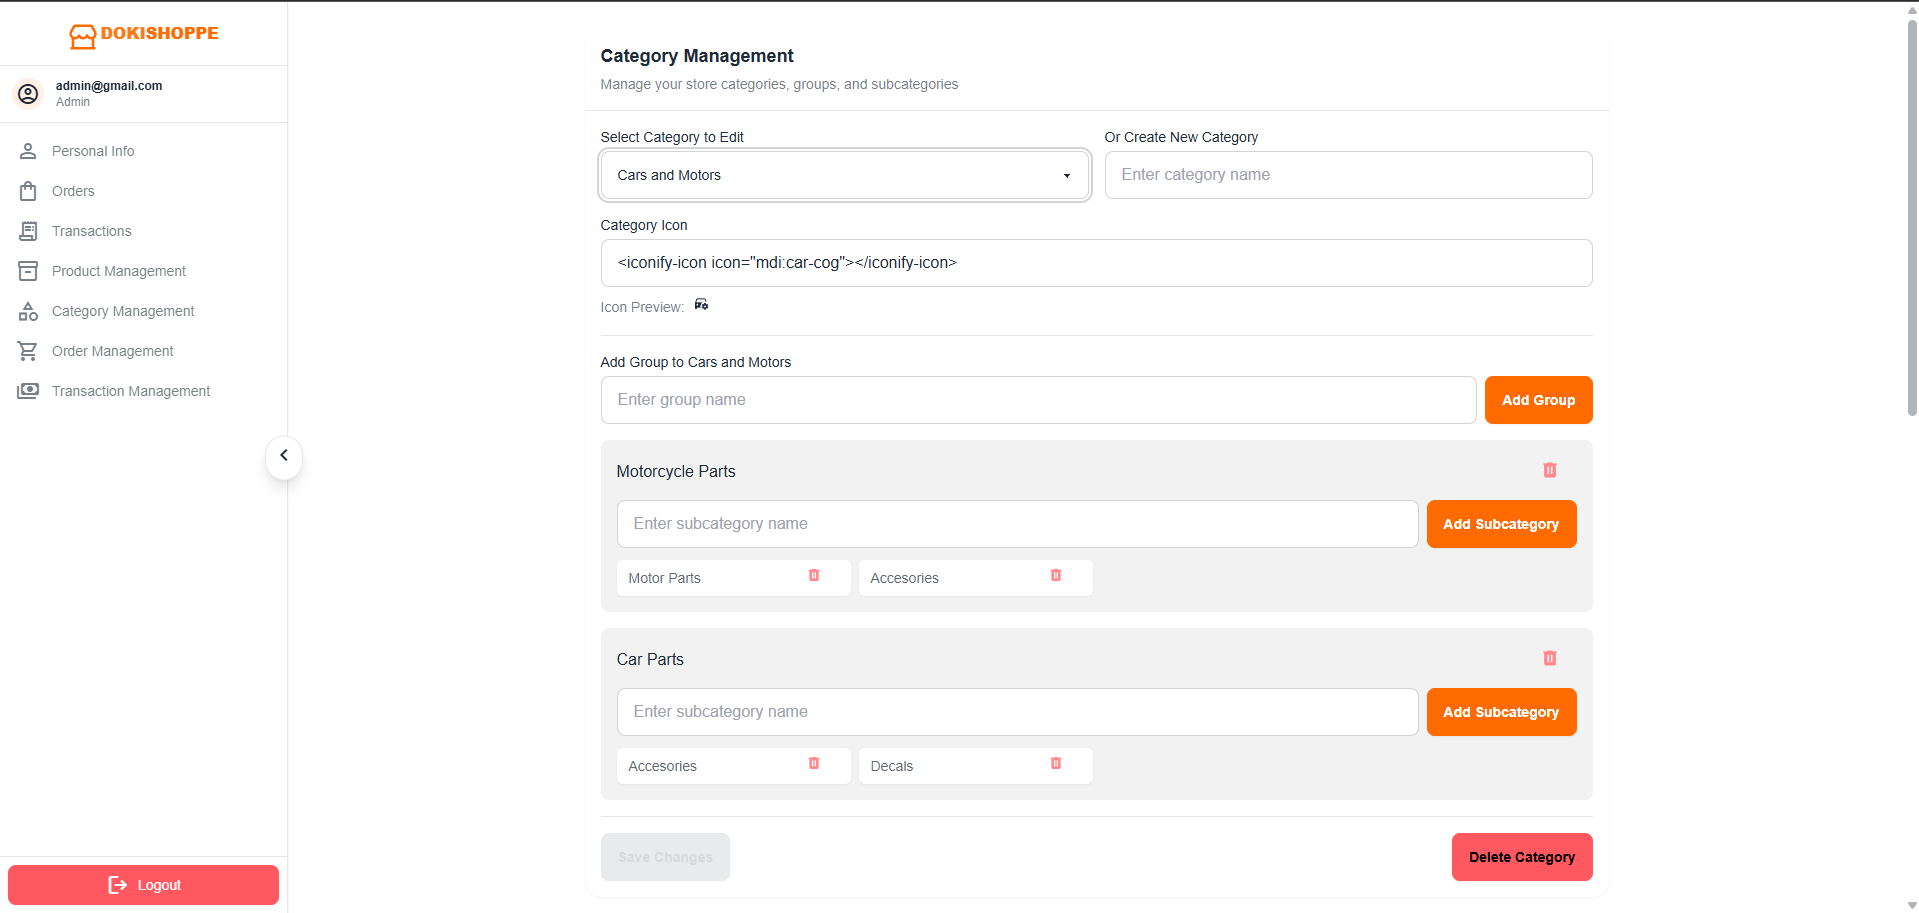 DOKISHOPPE
admin@gmail.com
Admin
Personal Info
Orders
Transactions
Product Management
Category Management
Order Management
Transaction Management
Logout
Category Management
Manage your store categories, groups, and subcategories
Select Category to Edit
Or Create New Category
Cars and Motors
Enter category name
Category Icon
<iconify-icon icon="mdi:car-cog"></iconify-icon>
Icon Preview:
Add Group to Cars and Motors
Enter group name
Add Group
Motorcycle Parts
Enter subcategory name
Add Subcategory
Motor Parts
Accesories
Car Parts
Enter subcategory name
Add Subcategory
Accesories
Decals
Save Changes
Delete Category